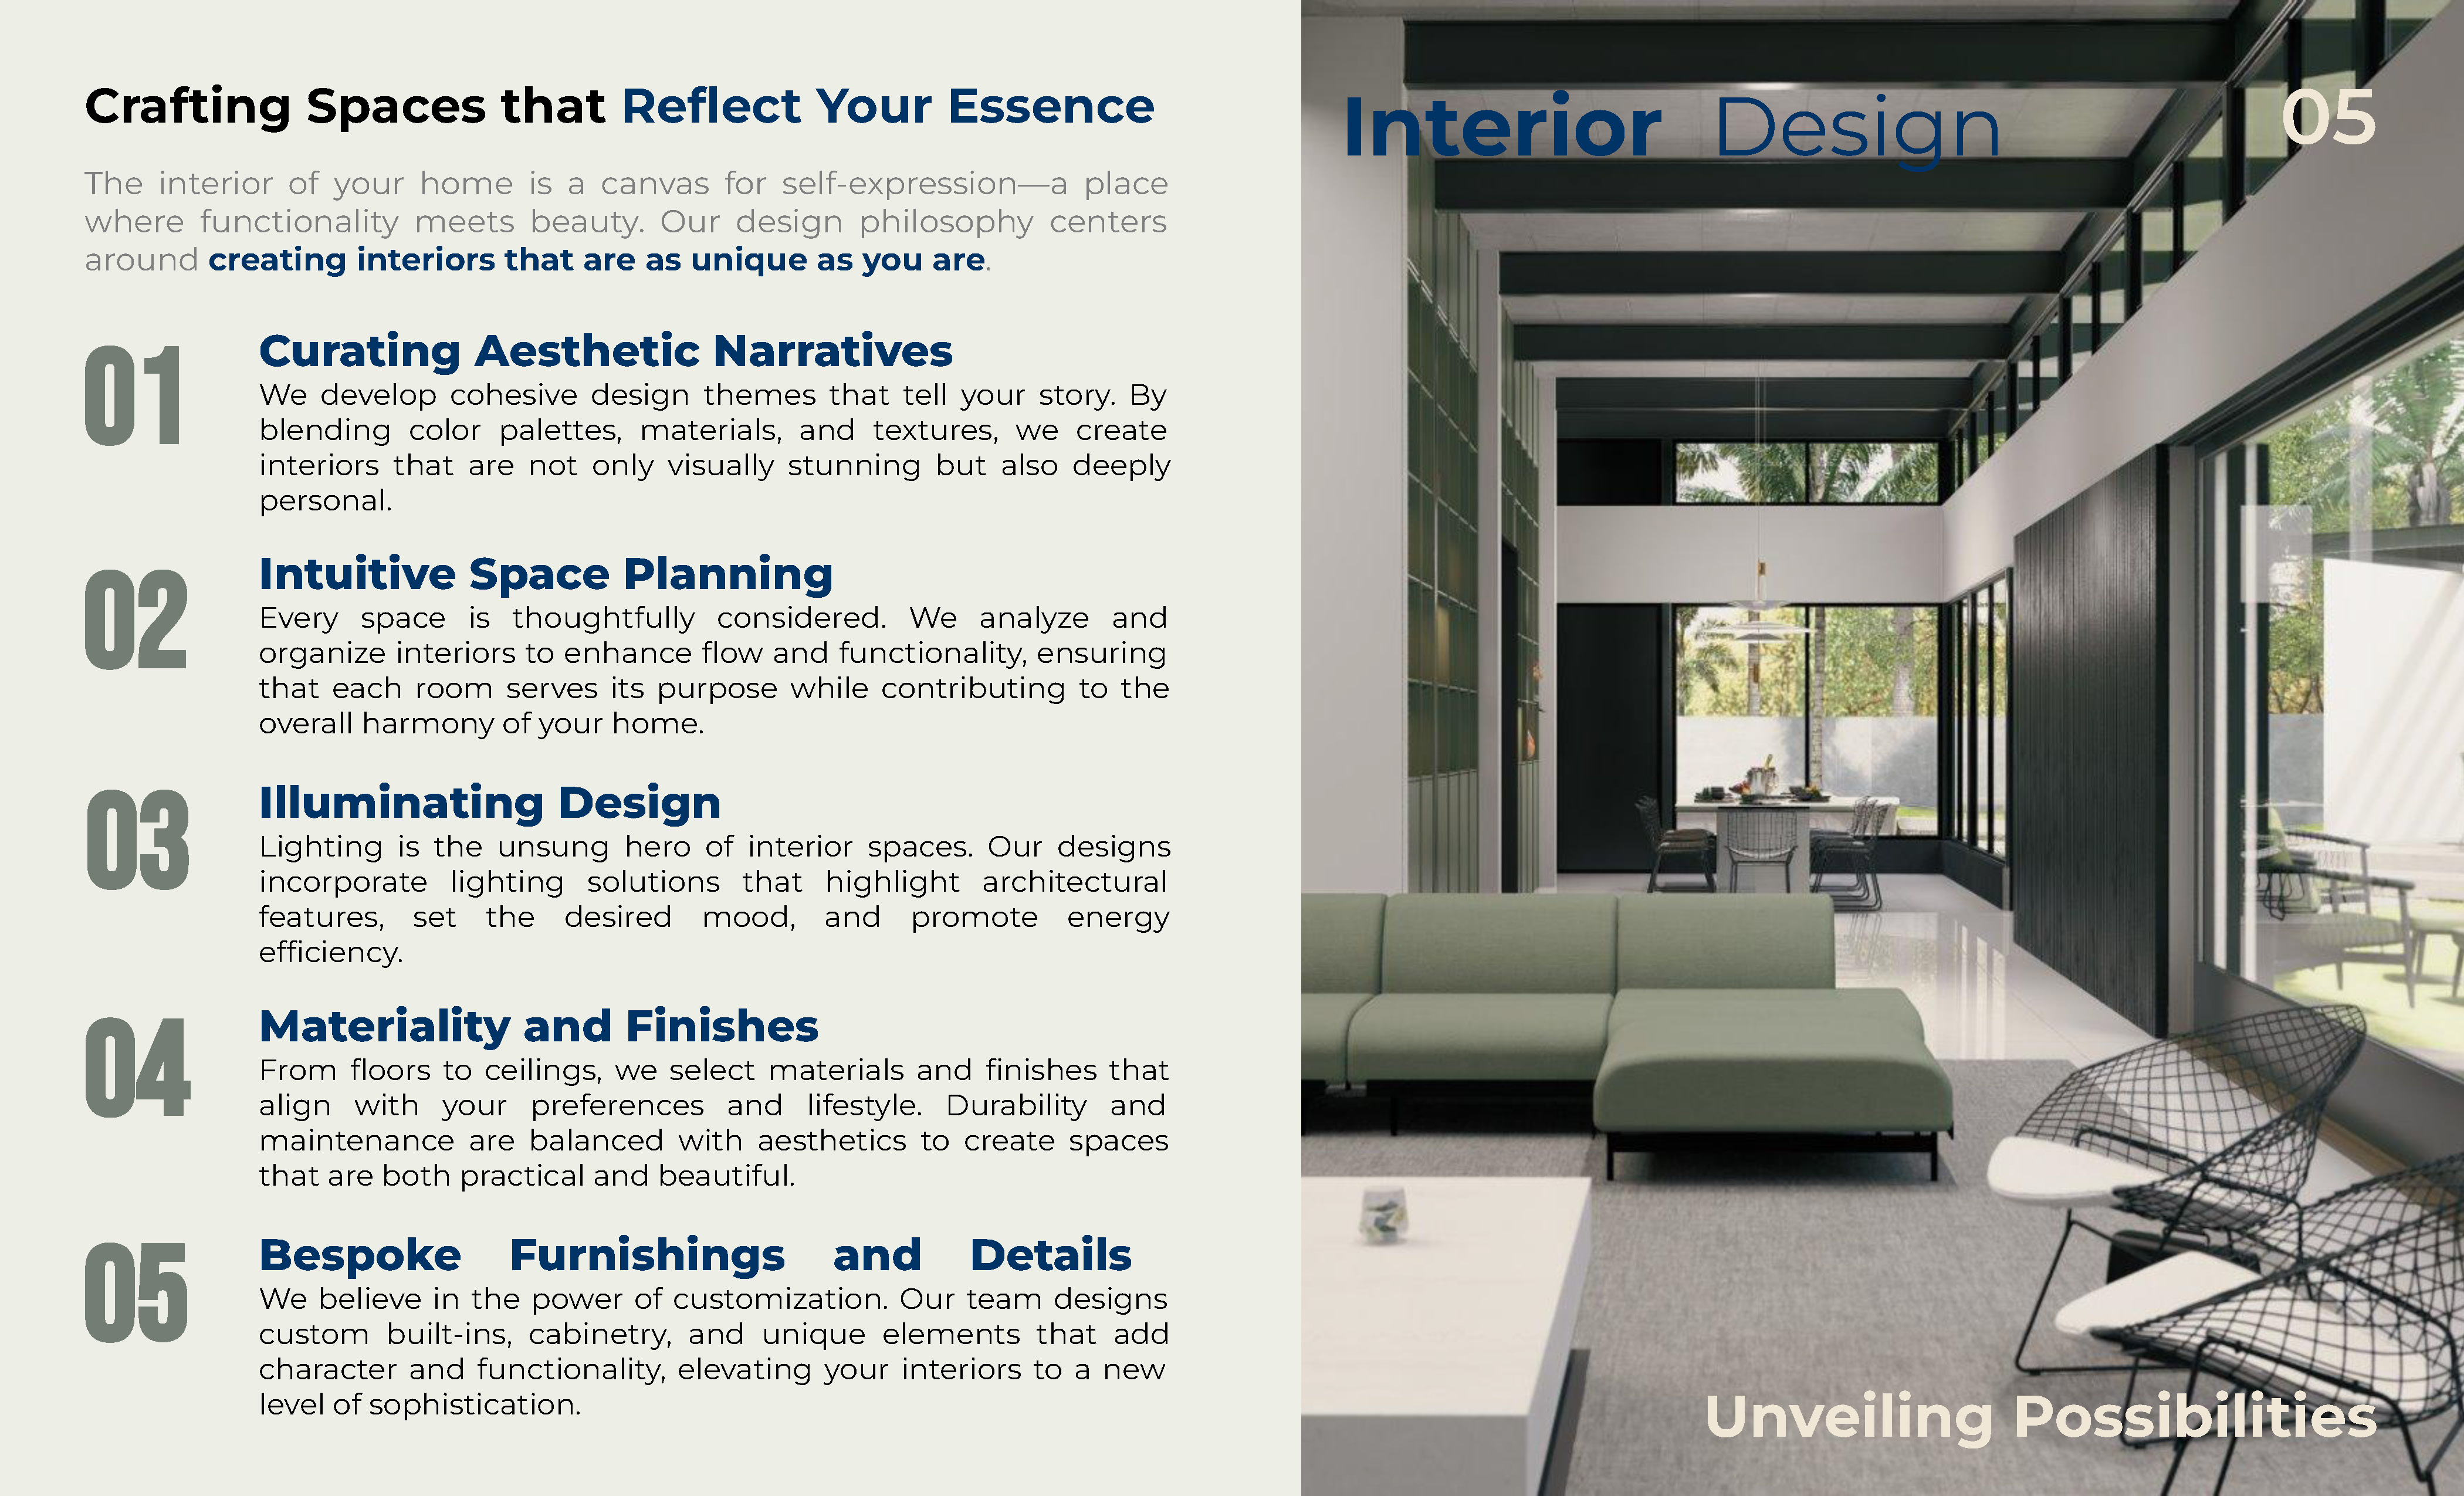 Crafting Spaces that Reflect Your Essence
The interior of your home is a canvas for self-expression—a place
where functionality meets beauty. Our design philosophy centers
around creating interiors that are as unique as you are.
01
Curating Aesthetic Narratives
We develop cohesive design themes that tell your story. By
blending color palettes, materials, and textures, we create
interiors that are not only visually stunning but also deeply
personal.
02
Intuitive Space Planning
Every space is thoughtfully considered. We analyze and
organize interiors to enhance flow and functionality, ensuring
that each room serves its purpose while contributing to the
overall harmony of your home.
03
Illuminating Design
Lighting is the unsung hero of interior spaces. Our designs
incorporate lighting solutions that highlight architectural
features, set the desired mood, and promote energy
efficiency.
04
Materiality and Finishes
From floors to ceilings, we select materials and finishes that
align with your preferences and lifestyle. Durability and
maintenance are balanced with aesthetics to create spaces
that are both practical and beautiful.
05
Bespoke Furnishings and Details
We believe in the power of customization. Our team designs
custom built-ins, cabinetry, and unique elements that add
character and functionality, elevating your interiors to a new
level of sophistication.
Interior Design
05
Unveiling Possibilities